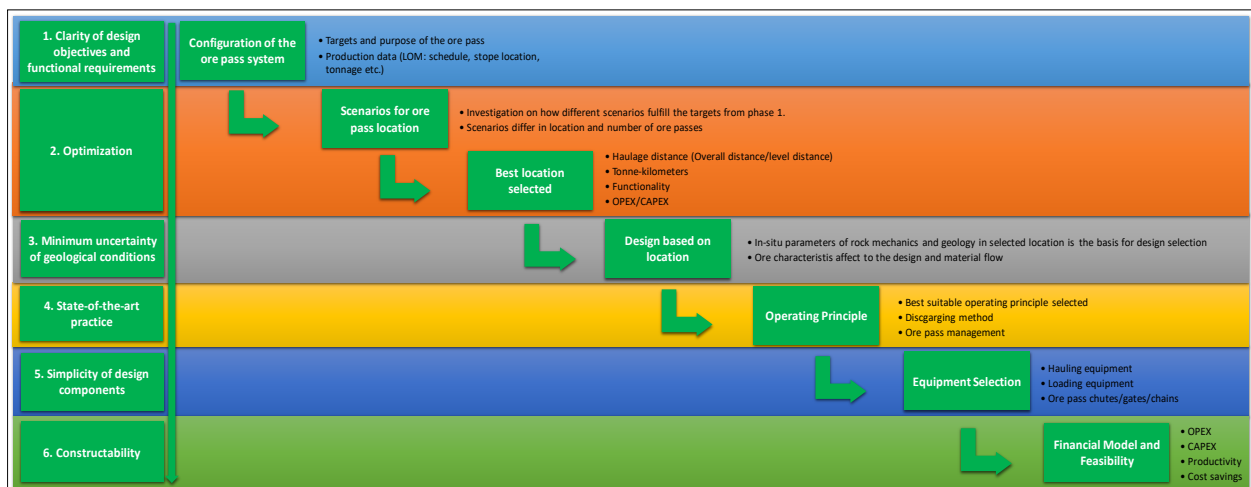 1. Clarity of design
objectives and
functional requirements
Configuration of the
ore pass system
• Targets and purpose of the ore pass
• Production data (LOM: schedule, stope location,
tonnage etc.)
2. Optimization
Scenarios for ore
pass location
• Investigation on how different scenarios fulfill the targets from phase 1.
• Scenarios differ in location and number of ore passes
Best location
selected
• Haulage distance (Overall distance/level distance)
• Tonne-kilometers
• Functionality
• OPEX/CAPEX
3. Minimum uncertainty
of geological conditions
Design based on
location
• In-situ parameters of rock mechanics and geology in selected location is the basis for design selection
• Ore characteristis affect to the design and material flow
4. State-of-the-art
practice
Operating Principle
• Best suitable operating principle selected
• Discgarging method
• Ore pass management
5. Simplicity of design
components
Equipment Selection
• Hauling equipment
• Loading equipment
• Ore pass chutes/gates/chains
6. Constructability
Financial Model and
Feasibility
• OPEX
• CAPEX
• Productivity
• Cost savings